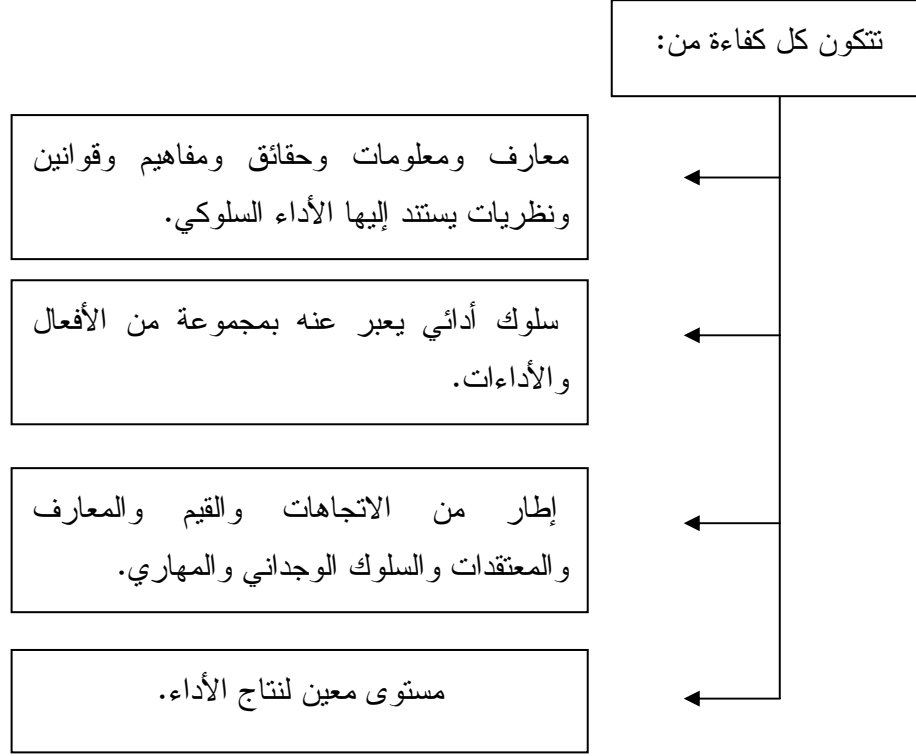 تتكون كل كفاءة من:
معارف ومعلومات وحقائق ومفاهيم وقوانين
ونظريات يستند إليها الأداء السلوكي.
سلوك أدائي يعبر عنه بمجموعة من الأفعال
والأداءات.
إطار من الاتجاهات والقيم والمعارف
والمعتقدات والسلوك الوجداني والمهاري.
مستوى معين لنتاج الأداء.